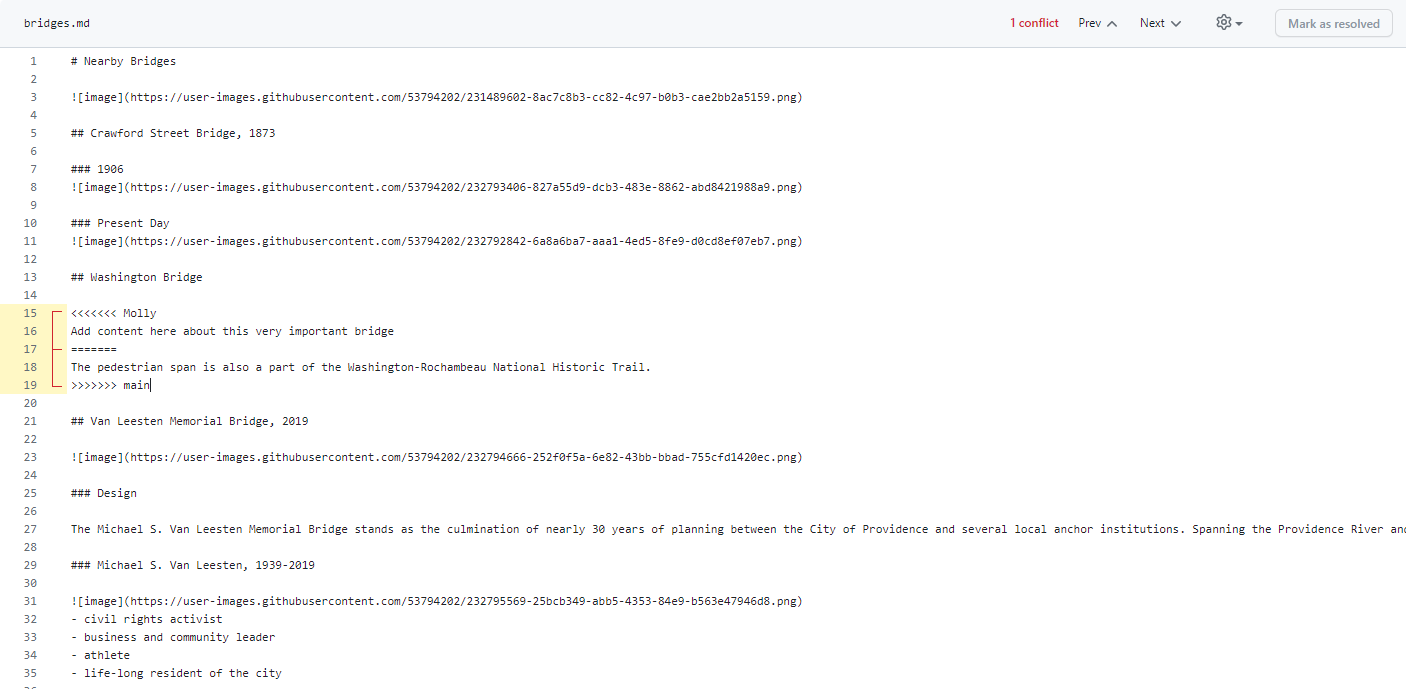 bridges.md
1 conflict Prev Next Mark as resolved
1 # Nearby Bridges
2
3 ![image](https://user-images.githubusercontent.com/53794202/231489602-8ac7c8b3-cc82-4c97-b0b3-cae2bb2a5159.png)
4
5 ## Crawford Street Bridge, 1873
6
7 ### 1906
8 ![image](https://user-images.githubusercontent.com/53794202/232793406-827a55d9-dcb3-483e-8862-abd8421988a9.png)
9
10 ### Present Day
11 ![image](https://user-images.githubusercontent.com/53794202/232792842-6a8a6ba7-aaa1-4ed5-8fe9-d0cd8ef07eb7.png)
12
13 ## Washington Bridge
14
15 <<<<<<< Molly
16 Add content here about this very important bridge
17 =======
18 The pedestrian span is also a part of the Washington-Rochambeau National Historic Trail.
19 >>>>>>> main
20
21 ## Van Leesten Memorial Bridge, 2019
22
23 ![image](https://user-images.githubusercontent.com/53794202/232794666-252f0f5a-6e82-43bb-bbad-755cfd1420ec.png)
24
25 ### Design
26
27 The Michael S. Van Leesten Memorial Bridge stands as the culmination of nearly 30 years of planning between the City of Providence and several local anchor institutions. Spanning the Providence River
28
29 ### Michael S. Van Leesten, 1939-2019
30
31 ![image](https://user-images.githubusercontent.com/53794202/232795569-25bcb349-abb5-4353-84e9-b563e47946d8.png)
32 - civil rights activist
33 - business and community leader
34 - athlete
35 - life-long resident of the city